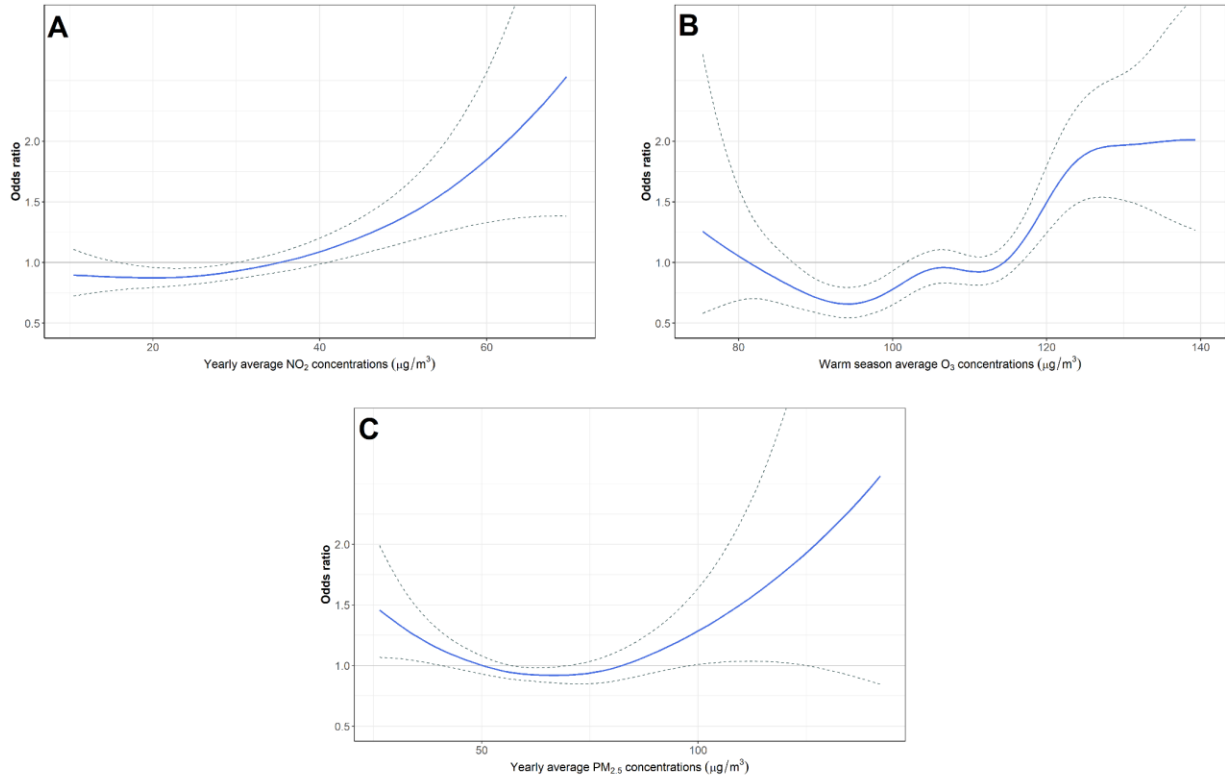 A
Odds ratio
2.0
1.5
1.0
0.5
20 40 60
Yearly average NO₂ concentrations (μg/m³)
B
Odds ratio
2.0
1.5
1.0
0.5
80 100 120 140
Warm season average O₃ concentrations (μg/m³)
C
Odds ratio
2.0
1.5
1.0
0.5
50 100
Yearly average PM₂.₅ concentrations (μg/m³)